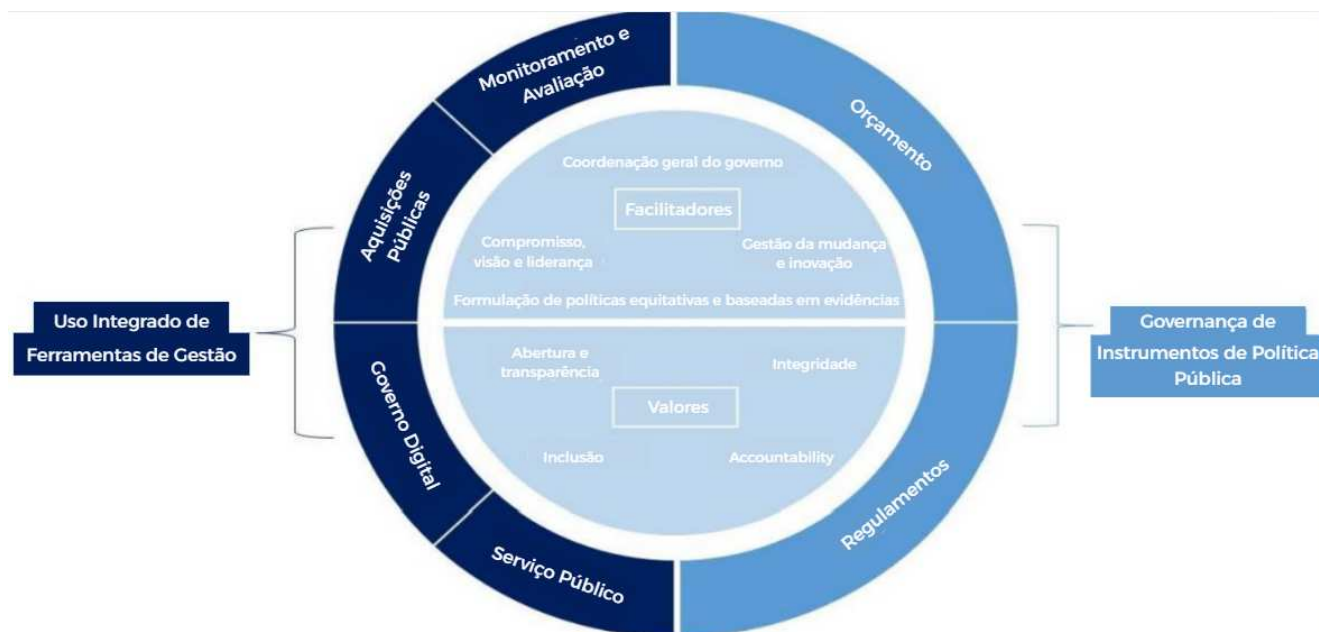 Monitoramento e
Avaliação
Orçamento
Aquisições
Públicas
Coordenação geral do governo
Facilitadores
Compromisso,
visão e liderança
Gestão da mudança
e inovação
Formulação de políticas equitativas e baseadas em evidências
Uso Integrado de
Ferramentas de Gestão
Governança de
Instrumentos de Política
Pública
Abertura e
transparência
Integridade
Valores
Inclusão
Accountability
Governo Digital
Serviço Público
Regulamentos